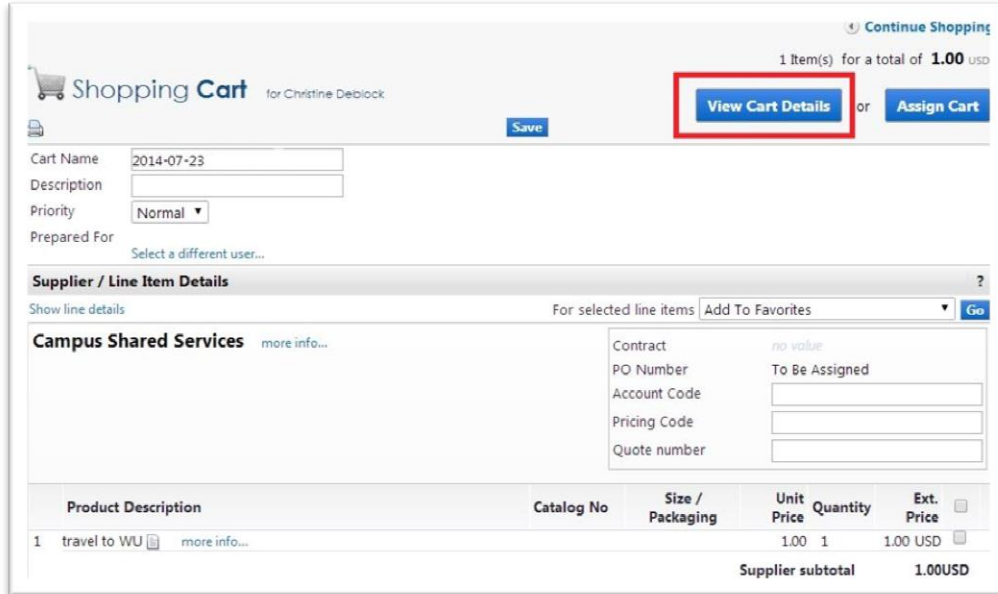 Continue Shopping
1 Item(s) for a total of 1.00 USD
Shopping Cart for Christine Deblock
View Cart Details or Assign Cart
Save
Cart Name 2014-07-23
Description
Priority Normal
Prepared For
Select a different user...
Supplier / Line Item Details ?
Show line details For selected line items Add To Favorites Go
Campus Shared Services more info...
Contract no value
PO Number To Be Assigned
Account Code
Pricing Code
Quote number
Product Description Catalog No Size / Packaging Unit Price Quantity Ext. Price
1 travel to WU more info... 1.00 1 1.00 USD
Supplier subtotal 1.00USD